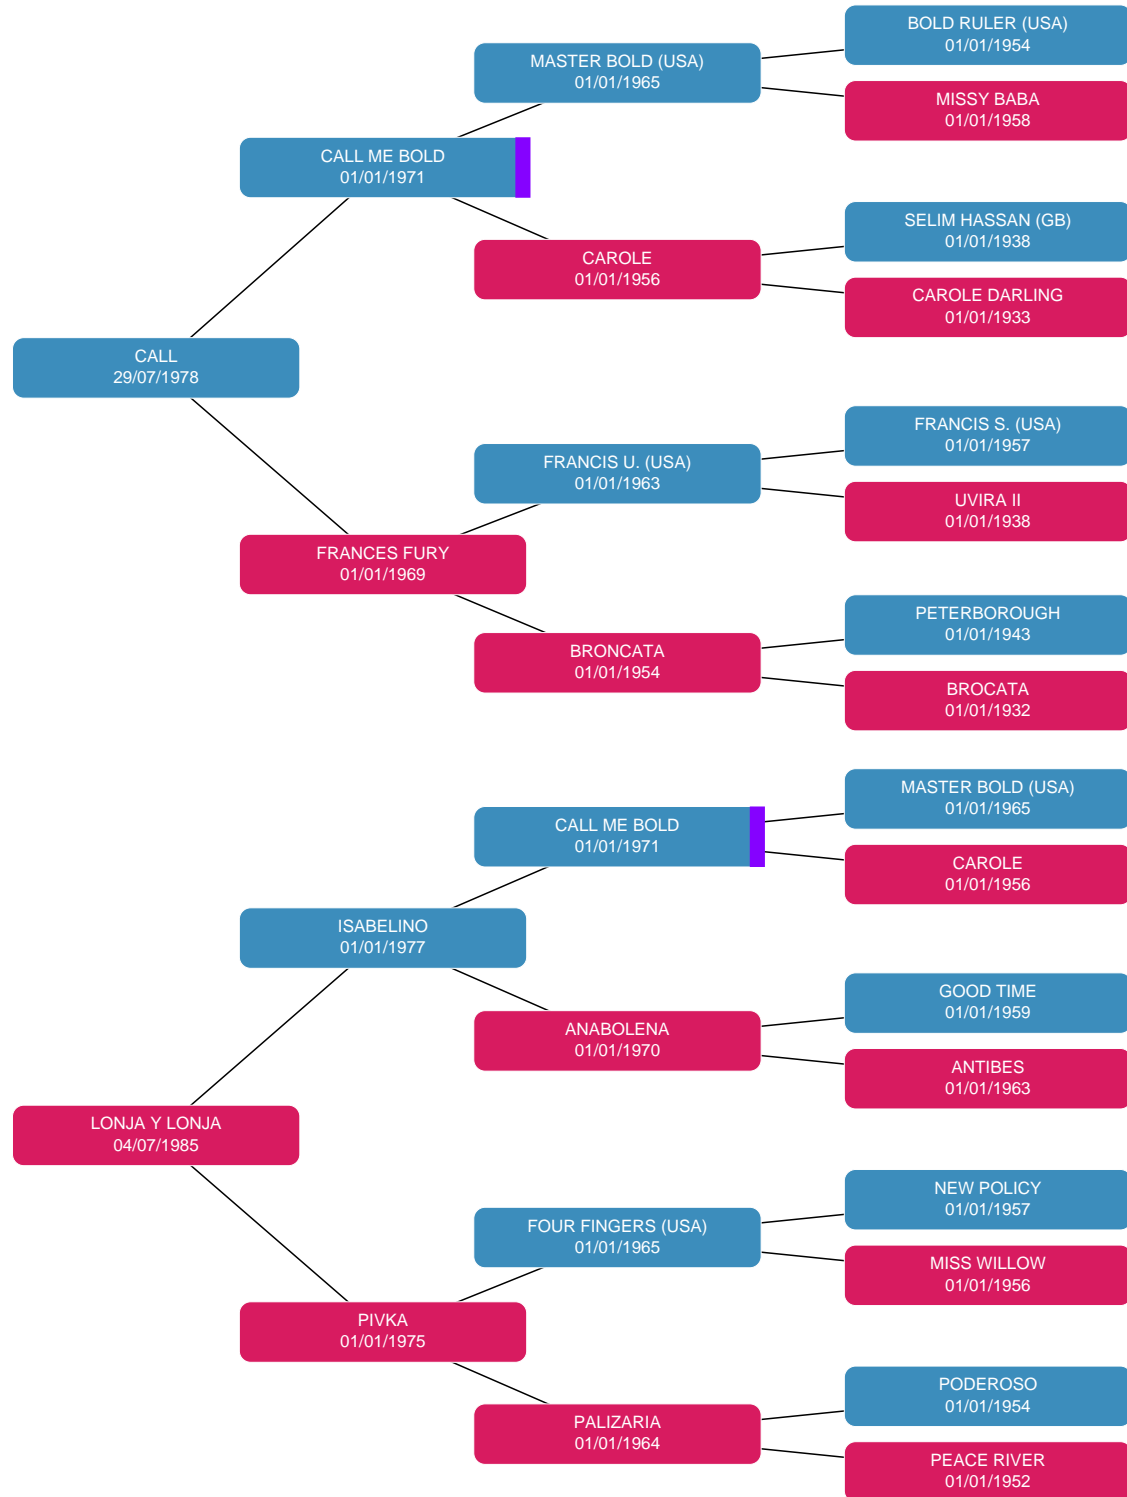 BOLD RULER (USA)
01/01/1954
MASTER BOLD (USA)
01/01/1965
MISSY BABA
01/01/1958
CALL ME BOLD
01/01/1971
SELIM HASSAN (GB)
01/01/1938
CAROLE
01/01/1956
CAROLE DARLING
01/01/1933
CALL
29/07/1978
FRANCIS S. (USA)
01/01/1957
FRANCIS U. (USA)
01/01/1963
UVIRA II
01/01/1938
FRANCES FURY
01/01/1969
PETERBOROUGH
01/01/1943
BRONCATA
01/01/1954
BROCATA
01/01/1932
MASTER BOLD (USA)
01/01/1965
CALL ME BOLD
01/01/1971
CAROLE
01/01/1956
ISABELINO
01/01/1977
GOOD TIME
01/01/1959
ANABOLENA
01/01/1970
ANTIBES
01/01/1963
LONJA Y LONJA
04/07/1985
NEW POLICY
01/01/1957
FOUR FINGERS (USA)
01/01/1965
MISS WILLOW
01/01/1956
PIVKA
01/01/1975
PODEROSO
01/01/1954
PALIZARIA
01/01/1964
PEACE RIVER
01/01/1952